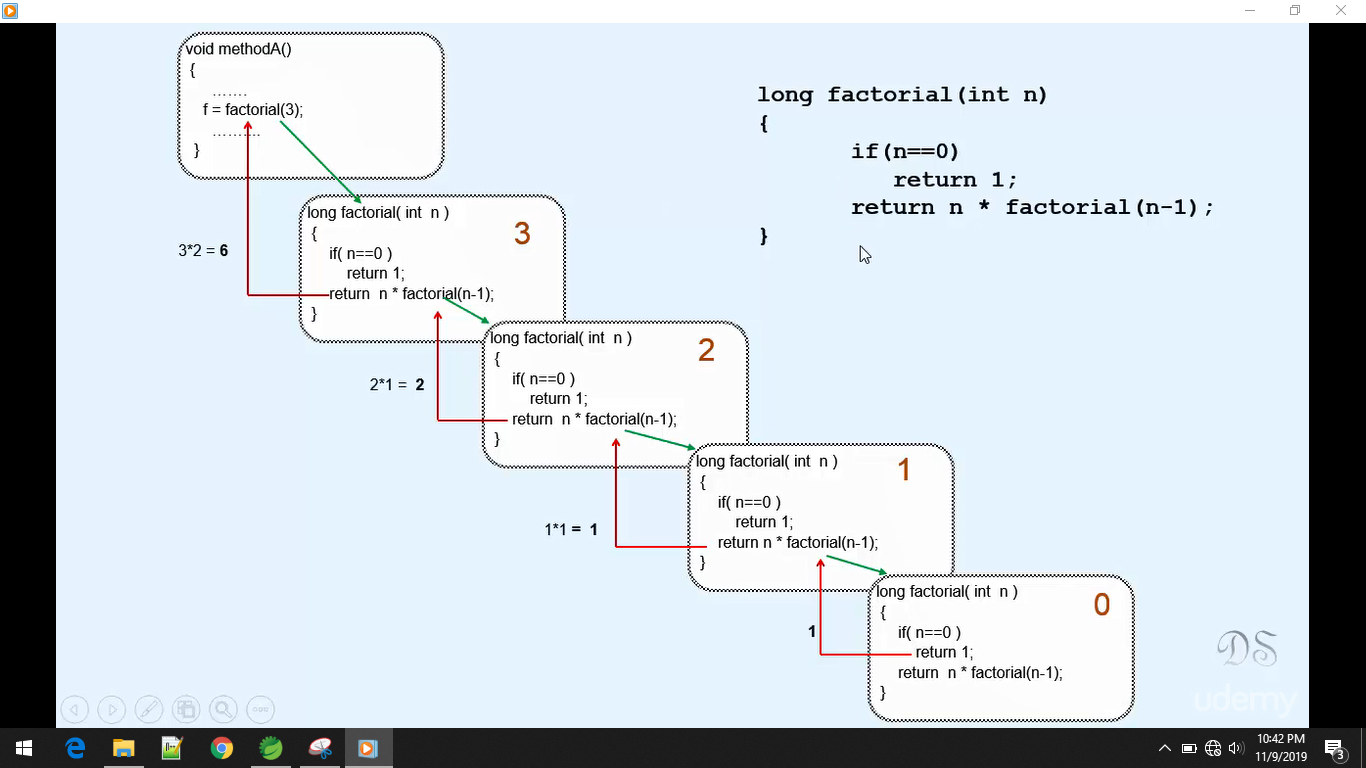 void methodA()
{
…….
f = factorial(3);
……….
}
long factorial(int n)
{
if(n==0)
return 1;
return n * factorial(n-1);
}
3*2 = 6
long factorial( int  n )
3
{
if( n==0 )
return 1;
return  n * factorial(n-1);
}
2*1 =  2
long factorial( int  n )
2
{
if( n==0 )
return 1;
return  n * factorial(n-1);
}
1*1 =  1
long factorial( int  n )
1
{
if( n==0 )
return 1;
return n * factorial(n-1);
}
1
long factorial( int  n )
0
{
if( n==0 )
return 1;
return  n * factorial(n-1);
}
DS
udemy
10:42 PM
11/9/2019
3